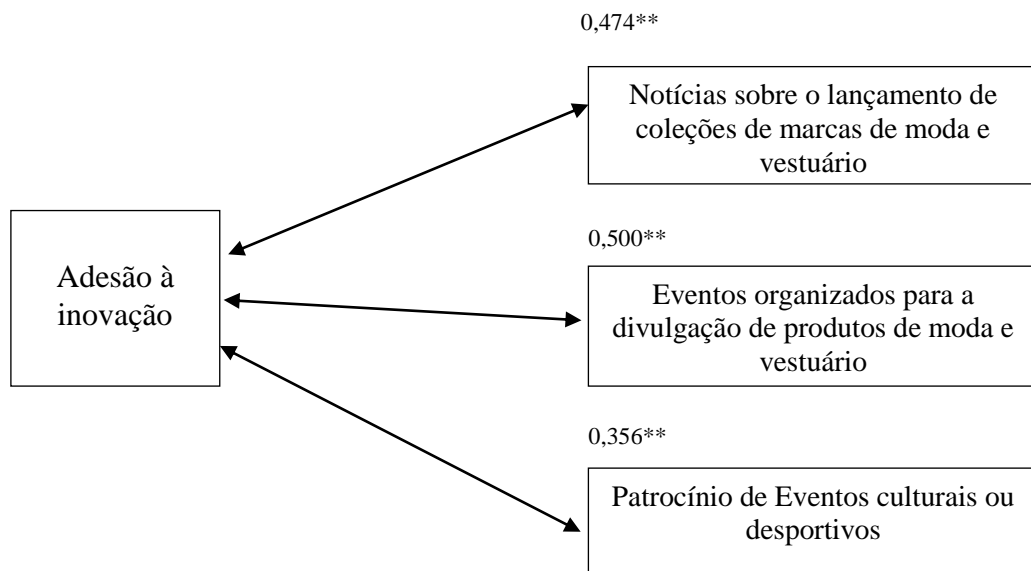 0,474**
Notícias sobre o lançamento de
coleções de marcas de moda e
vestuário
Adesão à
inovação
0,500**
Eventos organizados para a
divulgação de produtos de moda e
vestuário
0,356**
Patrocínio de Eventos culturais ou
desportivos